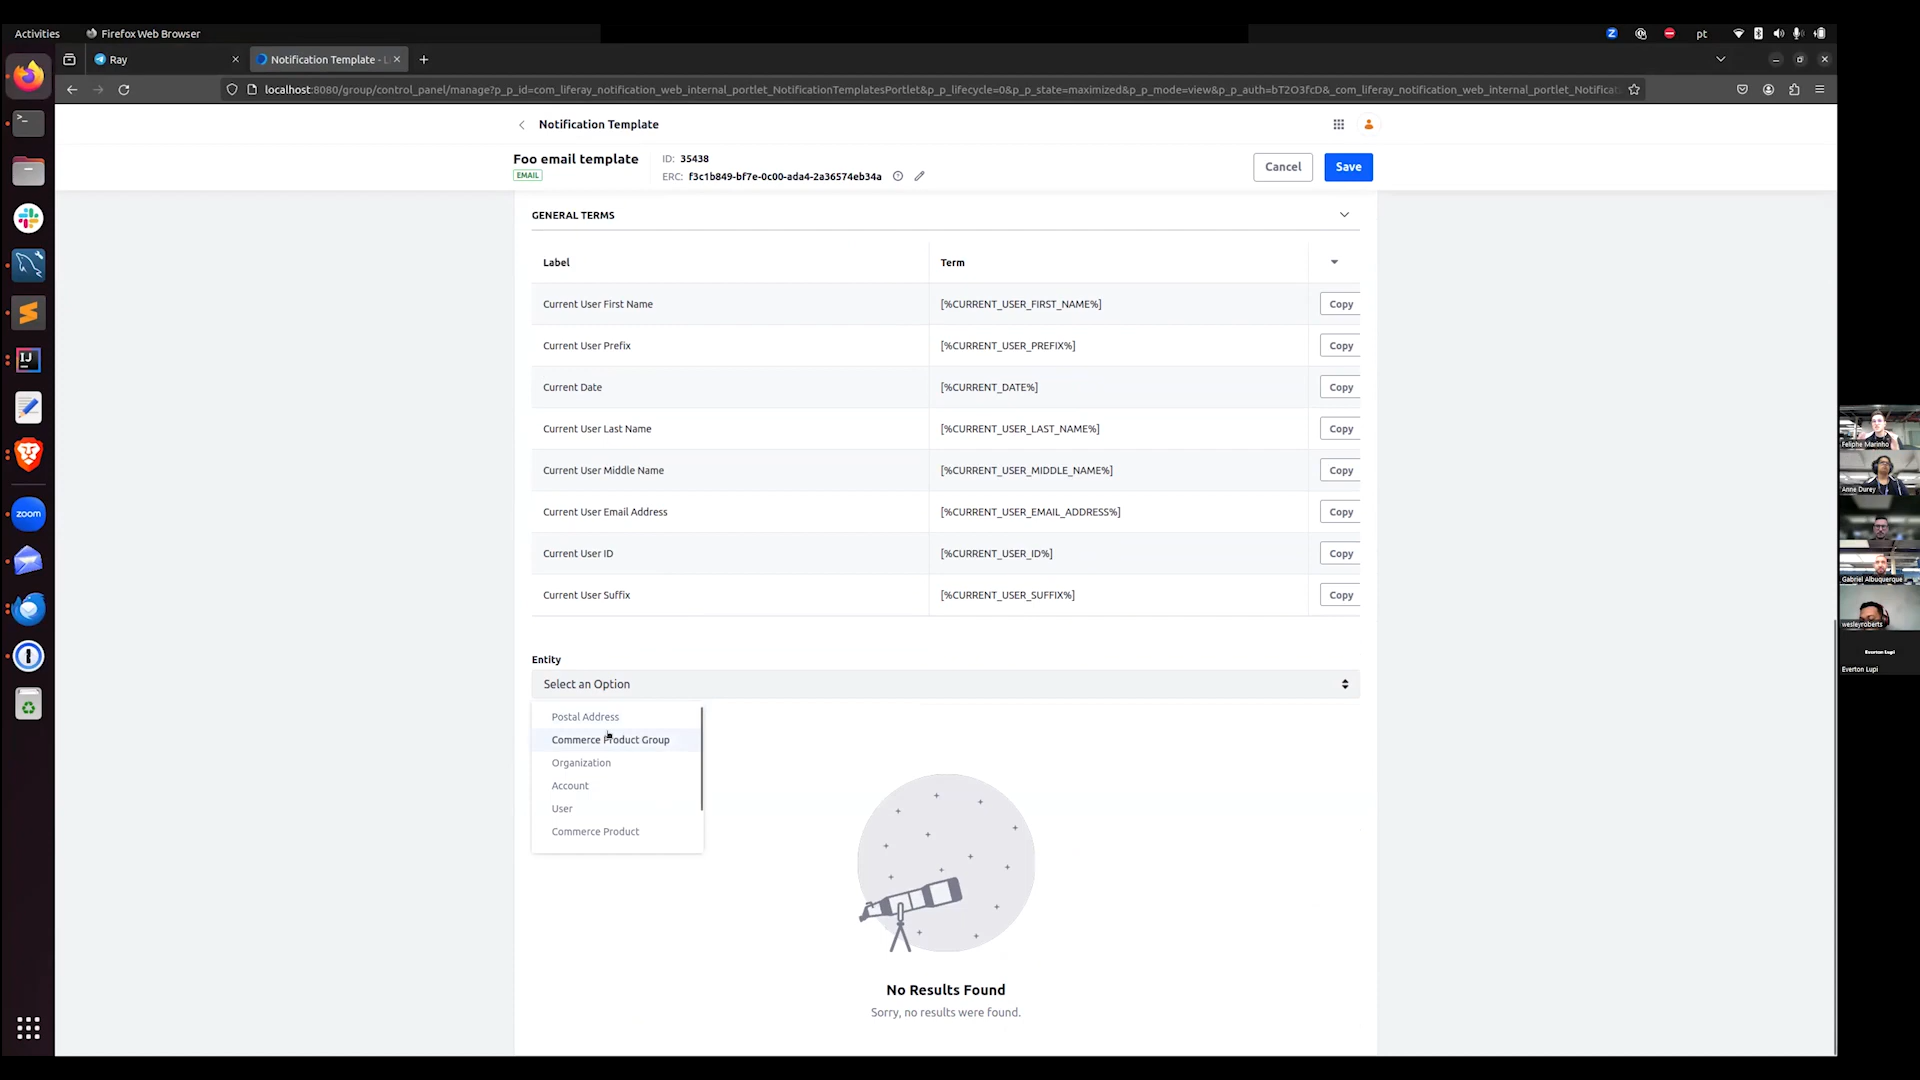 Activities
Firefox Web Browser
pt
Ray
Notification Template - L
localhost:8080/group/control_panel/manage?p_p_id=com_liferay_notification_web_internal_portlet_NotificationTemplatesPortlet&p_p_lifecycle=0&p_p_state=maximized&p_p_mode=view&p_p_auth=bT2O3fcD&_com_liferay_notification_web_internal_portlet_Notificat
Notification Template
Foo email template
EMAIL
ID: 35438
ERC: f3c1b849-bf7e-0c00-ada4-2a36574eb34a
Cancel
Save
GENERAL TERMS
Label Term
Current User First Name [%CURRENT_USER_FIRST_NAME%] Copy
Current User Prefix [%CURRENT_USER_PREFIX%] Copy
Current Date [%CURRENT_DATE%] Copy
Current User Last Name [%CURRENT_USER_LAST_NAME%] Copy
Current User Middle Name [%CURRENT_USER_MIDDLE_NAME%] Copy
Current User Email Address [%CURRENT_USER_EMAIL_ADDRESS%] Copy
Current User ID [%CURRENT_USER_ID%] Copy
Current User Suffix [%CURRENT_USER_SUFFIX%] Copy
Entity
Select an Option
Postal Address
Commerce Product Group
Organization
Account
User
Commerce Product
No Results Found
Sorry, no results were found.
zoom
IJ
Feliphe Marinho
Anne Durey
Gabriel Albuquerque
wesleyroberts
Everton Lupi
Everton Lupi